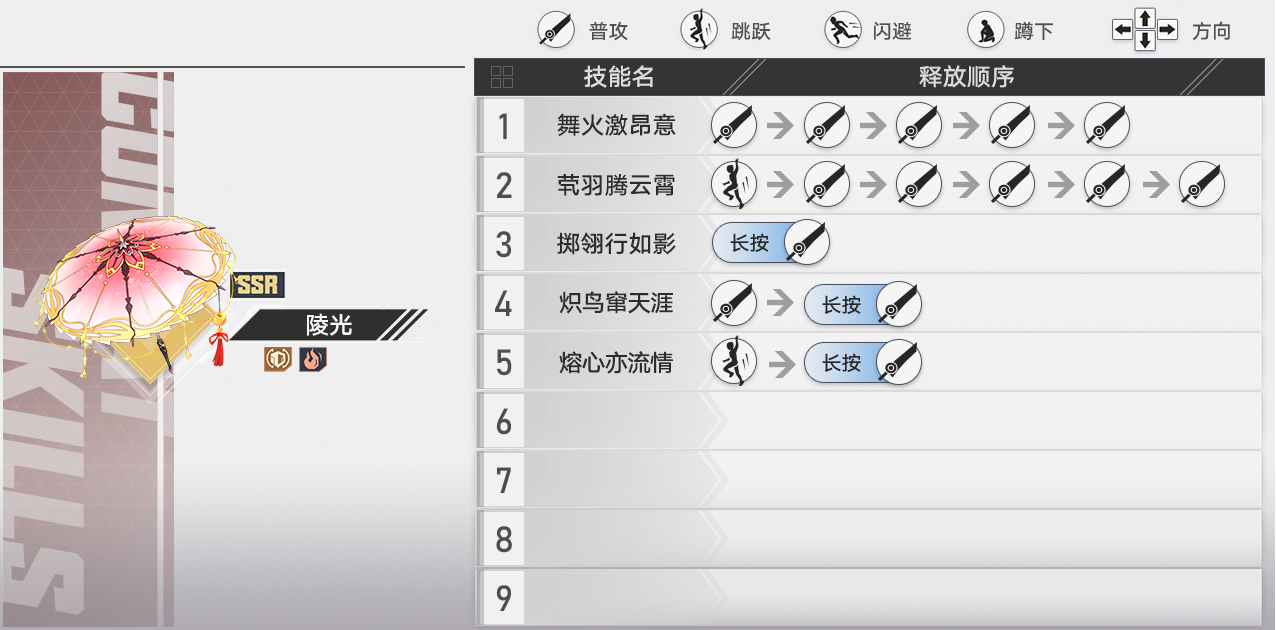 普攻 跳跃 闪避 蹲下 方向
技能名 释放顺序
1 舞火激昂意
2 茕羽腾云霄
3 掷翎行如影 长按
4 炽鸟窜天涯 长按
5 熔心亦流情 长按
6
7
8
9
SSR
陵光
SKILLS